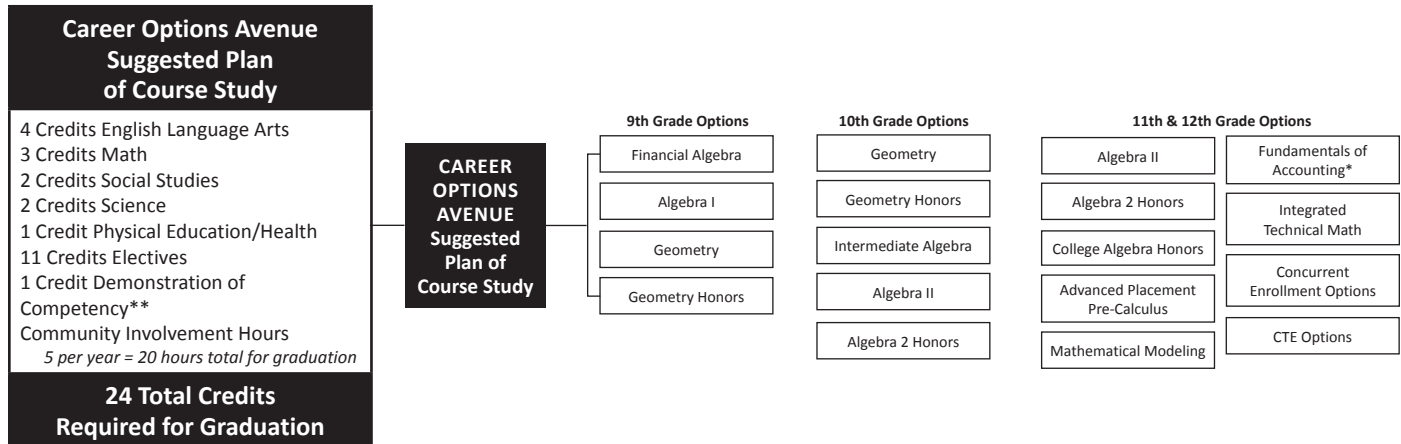 Career Options Avenue
Suggested Plan
of Course Study
4 Credits English Language Arts
3 Credits Math
2 Credits Social Studies
2 Credits Science
1 Credit Physical Education/Health
11 Credits Electives
1 Credit Demonstration of
Competency**
Community Involvement Hours
5 per year = 20 hours total for graduation
24 Total Credits
Required for Graduation
CAREER
OPTIONS
AVENUE
Suggested
Plan of
Course Study
9th Grade Options
Financial Algebra
Algebra I
Geometry
Geometry Honors
10th Grade Options
Geometry
Geometry Honors
Intermediate Algebra
Algebra II
Algebra 2 Honors
11th & 12th Grade Options
Algebra II
Algebra 2 Honors
College Algebra Honors
Advanced Placement
Pre-Calculus
Mathematical Modeling
Fundamentals of
Accounting*
Integrated
Technical Math
Concurrent
Enrollment Options
CTE Options